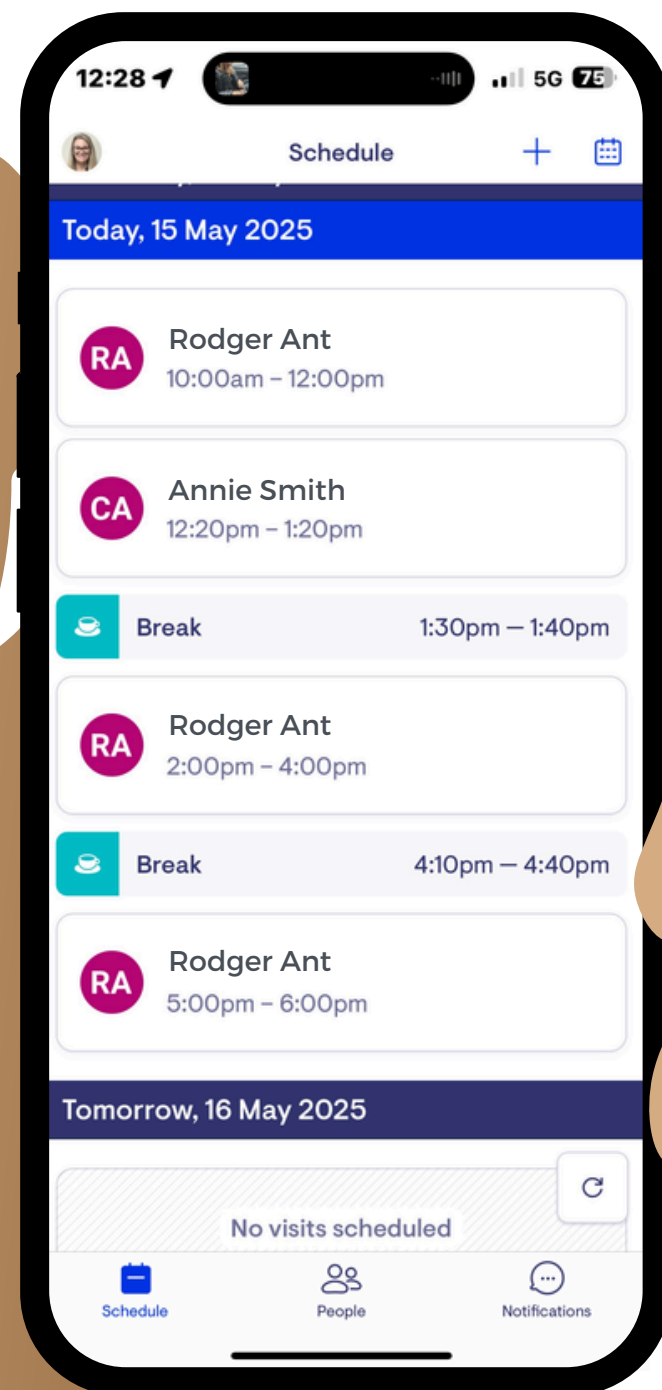 12:28
5G 75
Schedule
Today, 15 May 2025
RA
Rodger Ant
10:00am – 12:00pm
CA
Annie Smith
12:20pm – 1:20pm
Break 1:30pm — 1:40pm
RA
Rodger Ant
2:00pm – 4:00pm
Break 4:10pm — 4:40pm
RA
Rodger Ant
5:00pm – 6:00pm
Tomorrow, 16 May 2025
No visits scheduled
Schedule People Notifications